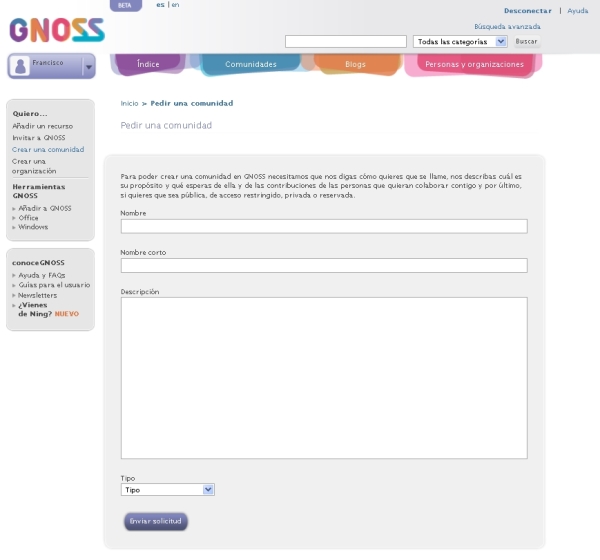 BETA
es | en
Desconectar | Ayuda
GNOSS
Búsqueda avanzada
Todas las categorías
Buscar
Francisco
Índice
Comunidades
Blogs
Personas y organizaciones
Quiero...
Añadir un recurso
Invitar a GNOSS
Crear una comunidad
Crear una
organización
Herramientas
GNOSS
Añadir a GNOSS
Office
Windows
conoceGNOSS
Ayuda y FAQs
Guías para el usuario
Newsletters
¿Vienes
de Ning? NUEVO
Inicio > Pedir una comunidad
Pedir una comunidad
Para poder crear una comunidad en GNOSS necesitamos que nos digas cómo quieres que se llame, nos describas cuál es
su propósito y qué esperas de ella y de las contribuciones de las personas que quieran colaborar contigo y por último,
si quieres que sea pública, de acceso restringido, privada o reservada.
Nombre
Nombre corto
Descripción
Tipo
Tipo
Enviar solicitud